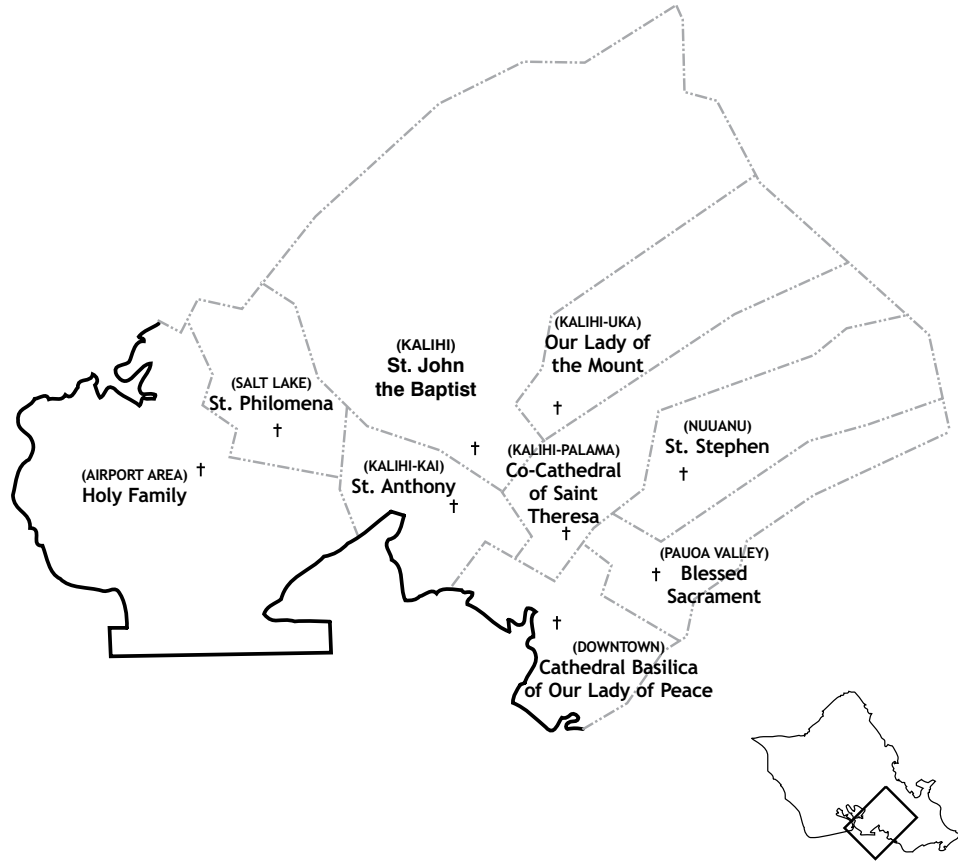 (KALIHI-UKA)
Our Lady of
the Mount
(KALIHI)
St. John
the Baptist
(SALT LAKE)
St. Philomena
(NUUANU)
St. Stephen
(KALIHI-PALAMA)
Co-Cathedral
of Saint
Theresa
(KALIHI-KAI)
St. Anthony
(AIRPORT AREA)
Holy Family
(PAUOA VALLEY)
Blessed
Sacrament
(DOWNTOWN)
Cathedral Basilica
of Our Lady of Peace